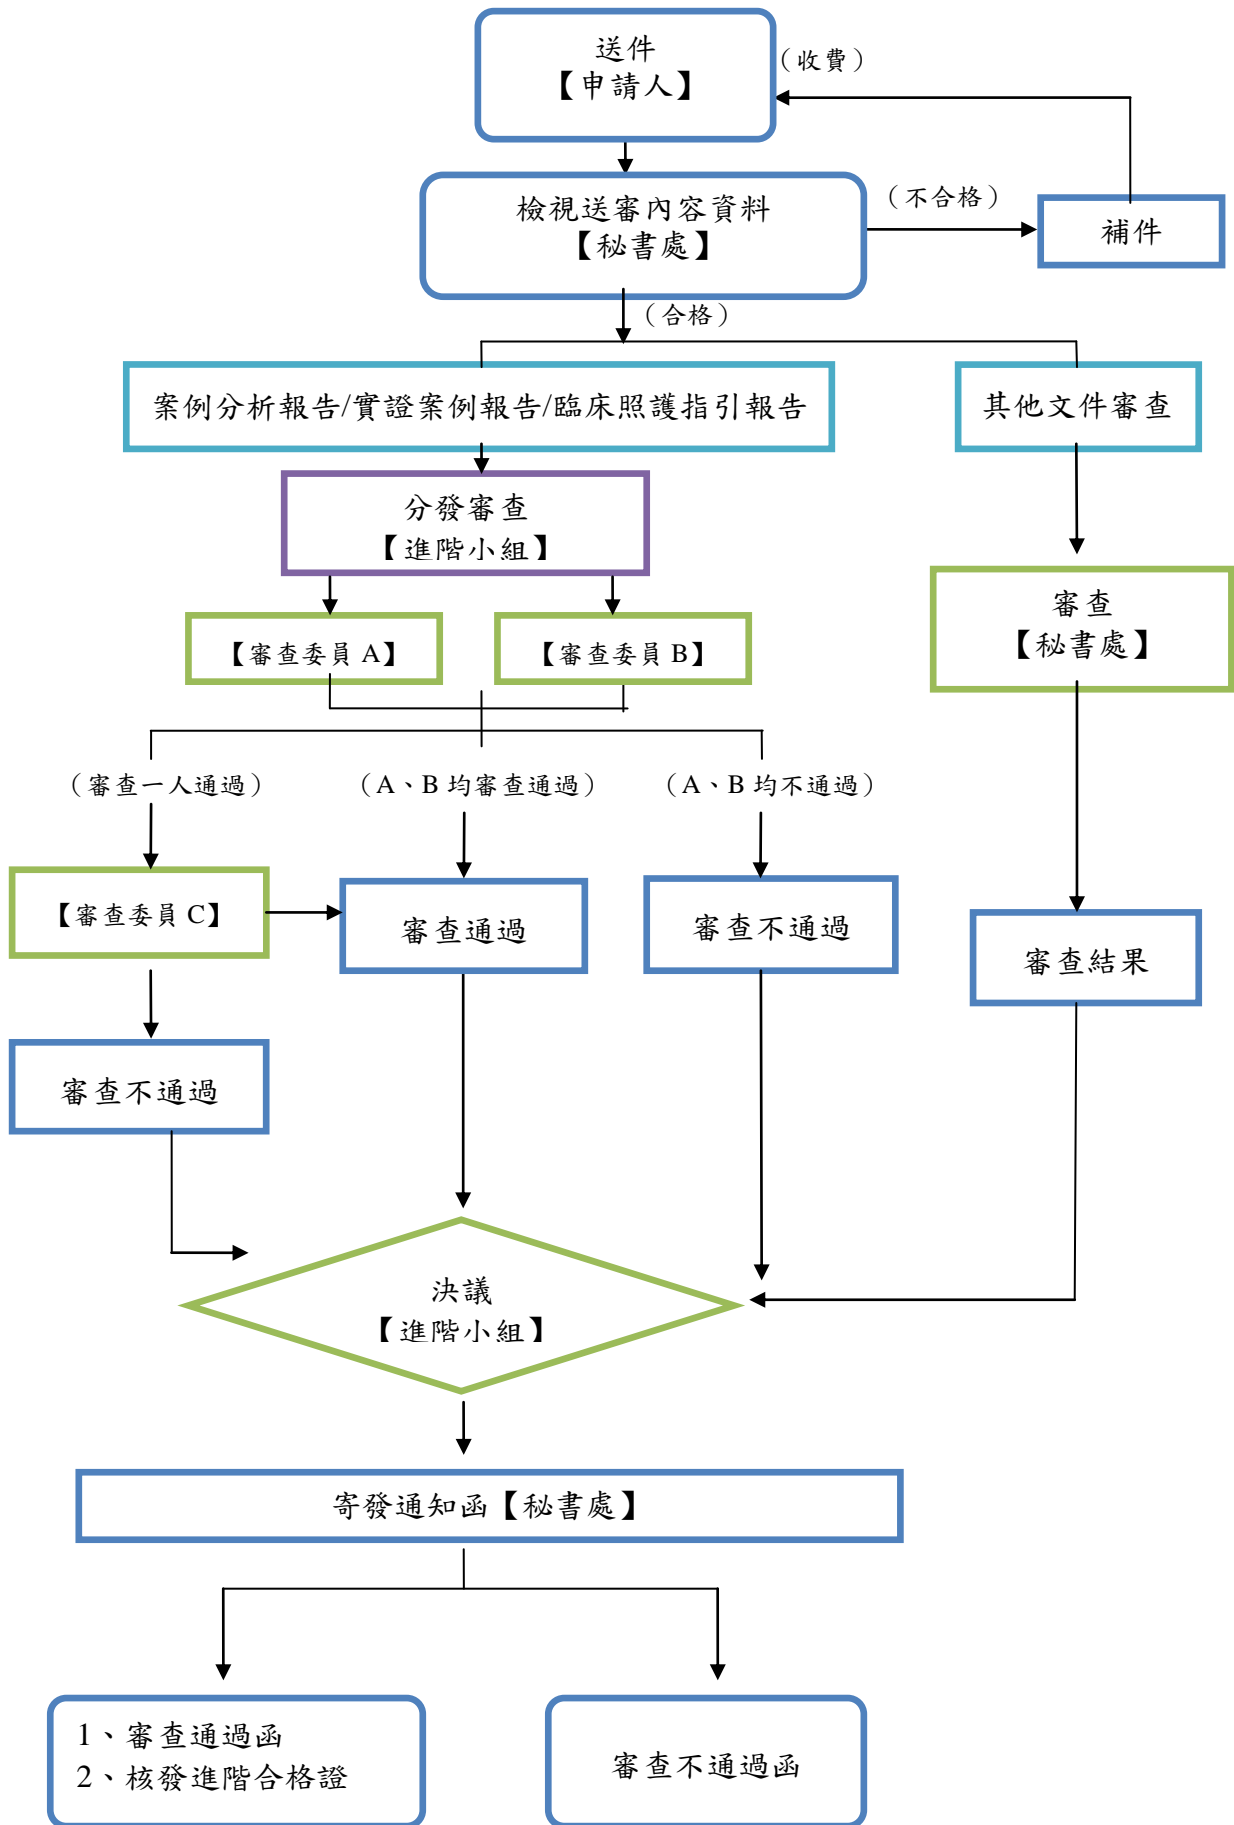 送件
（收費）
【申請人】
檢視送審內容資料
（不合格）
【秘書處】
補件
（合格）
案例分析報告/實證案例報告/臨床照護指引報告
其他文件審查
分發審查
【進階小組】
審查
【秘書處】
【審查委員 A】
【審查委員 B】
（審查一人通過）
（A、B 均審查通過）
（A、B 均不通過）
【審查委員 C】
審查通過
審查不通過
審查結果
審查不通過
決議
【進階小組】
寄發通知函【秘書處】
1、審查通過函
2、核發進階合格證
審查不通過函